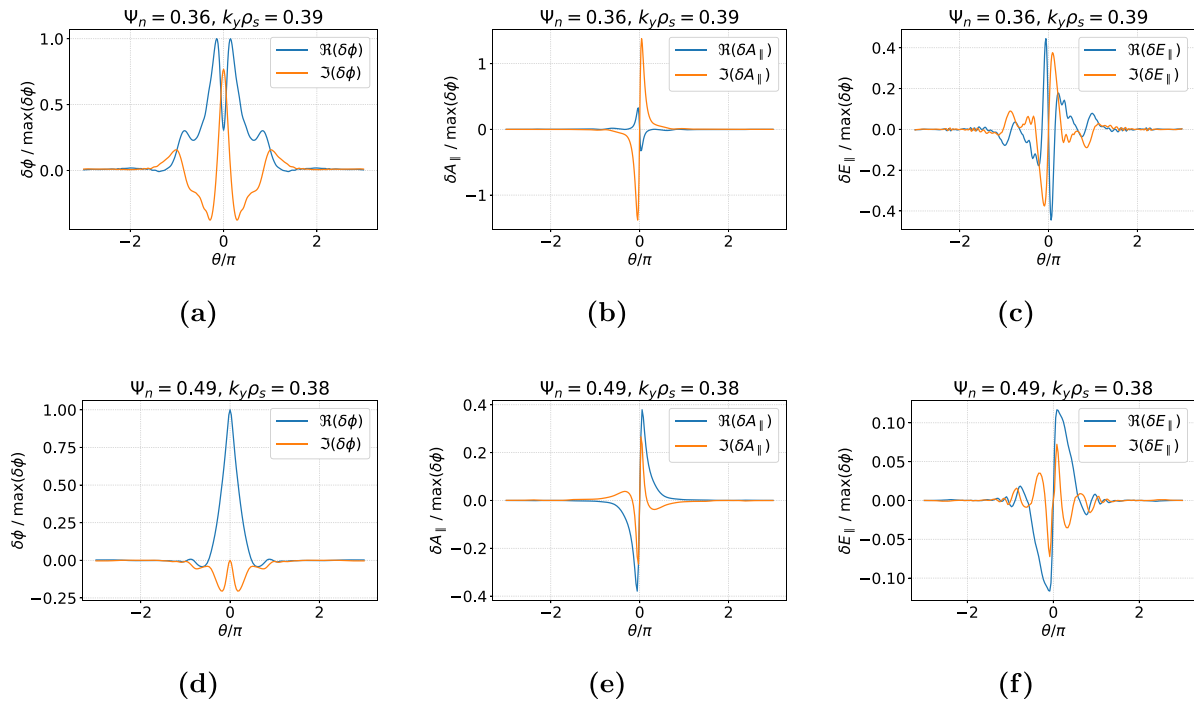 Ψn = 0.36, kyρs = 0.39
1.0
0.5
0.0
−2
0
2
δϕ / max(δϕ)
θ/π
ℜ(δϕ)
ℑ(δϕ)
(a)
Ψn = 0.36, kyρs = 0.39
1
0
−1
−2
0
2
δA∥ / max(δϕ)
θ/π
ℜ(δA∥)
ℑ(δA∥)
(b)
Ψn = 0.36, kyρs = 0.39
0.4
0.2
0.0
−0.2
−0.4
−2
0
2
δE∥ / max(δϕ)
θ/π
ℜ(δE∥)
ℑ(δE∥)
(c)
Ψn = 0.49, kyρs = 0.38
1.00
0.75
0.50
0.25
0.00
−0.25
−2
0
2
δϕ / max(δϕ)
θ/π
ℜ(δϕ)
ℑ(δϕ)
(d)
Ψn = 0.49, kyρs = 0.38
0.4
0.2
0.0
−0.2
−0.4
−2
0
2
δA∥ / max(δϕ)
θ/π
ℜ(δA∥)
ℑ(δA∥)
(e)
Ψn = 0.49, kyρs = 0.38
0.10
0.05
0.00
−0.05
−0.10
−2
0
2
δE∥ / max(δϕ)
θ/π
ℜ(δE∥)
ℑ(δE∥)
(f)